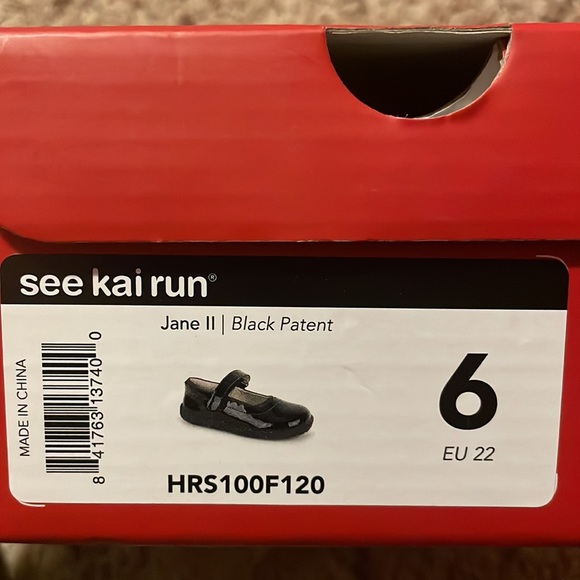 see kai run®
Jane II | Black Patent
MADE IN CHINA
8 41763 13740 0
6
EU 22
HRS100F120